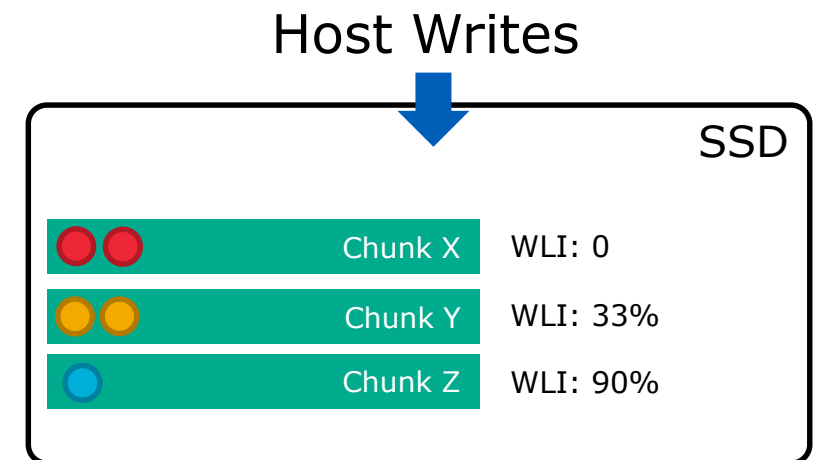 Host Writes
SSD
Chunk X WLI: 0
Chunk Y WLI: 33%
Chunk Z WLI: 90%